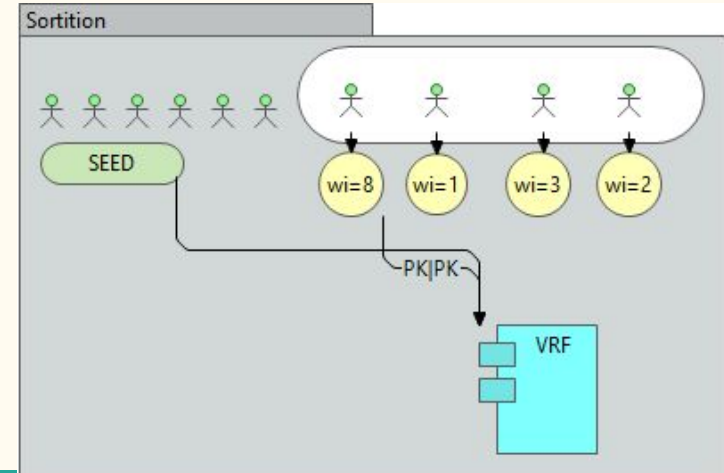 Sortition
SEED
wi=8
wi=1
wi=3
wi=2
PK|PK
VRF